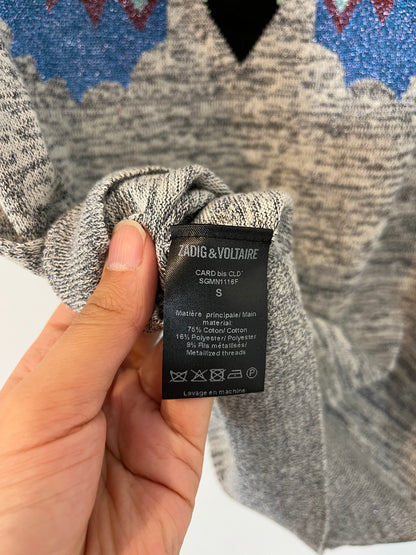 ZADIG & VOLTAIRE
CARD bis CLD
SGMN1116F
S
Matière principale/ Main
material:
75% Coton/ Cotton
16% Polyester/ Polyester
9% Fils métalisés/
Metallized threads
P
Lavage en machine